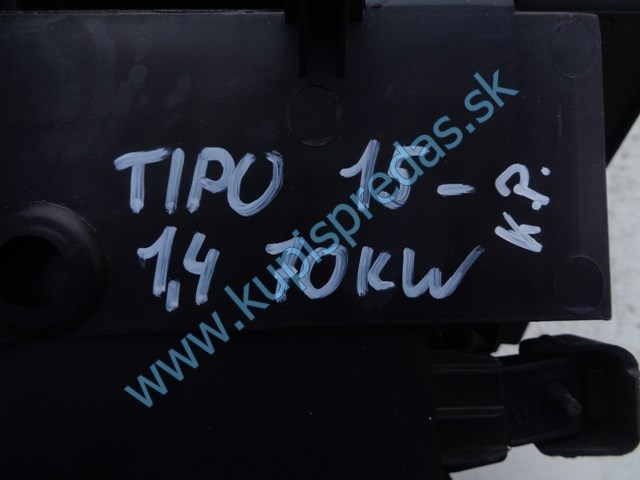 TIPO 15-
1,4 70KW
K.P.
www.kupispredas.sk